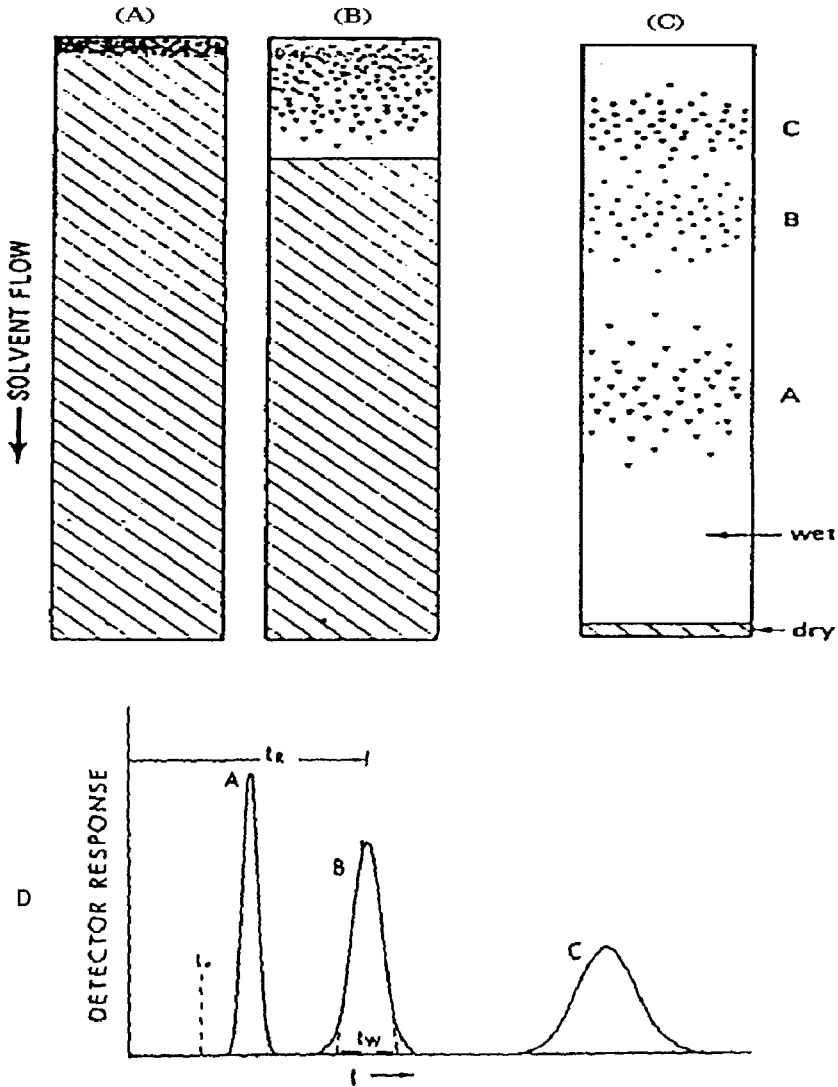 (A) (B) (C)
SOLVENT FLOW
C
B
A
wet
dry
D
DETECTOR RESPONSE
tR
A
B
C
tW
t